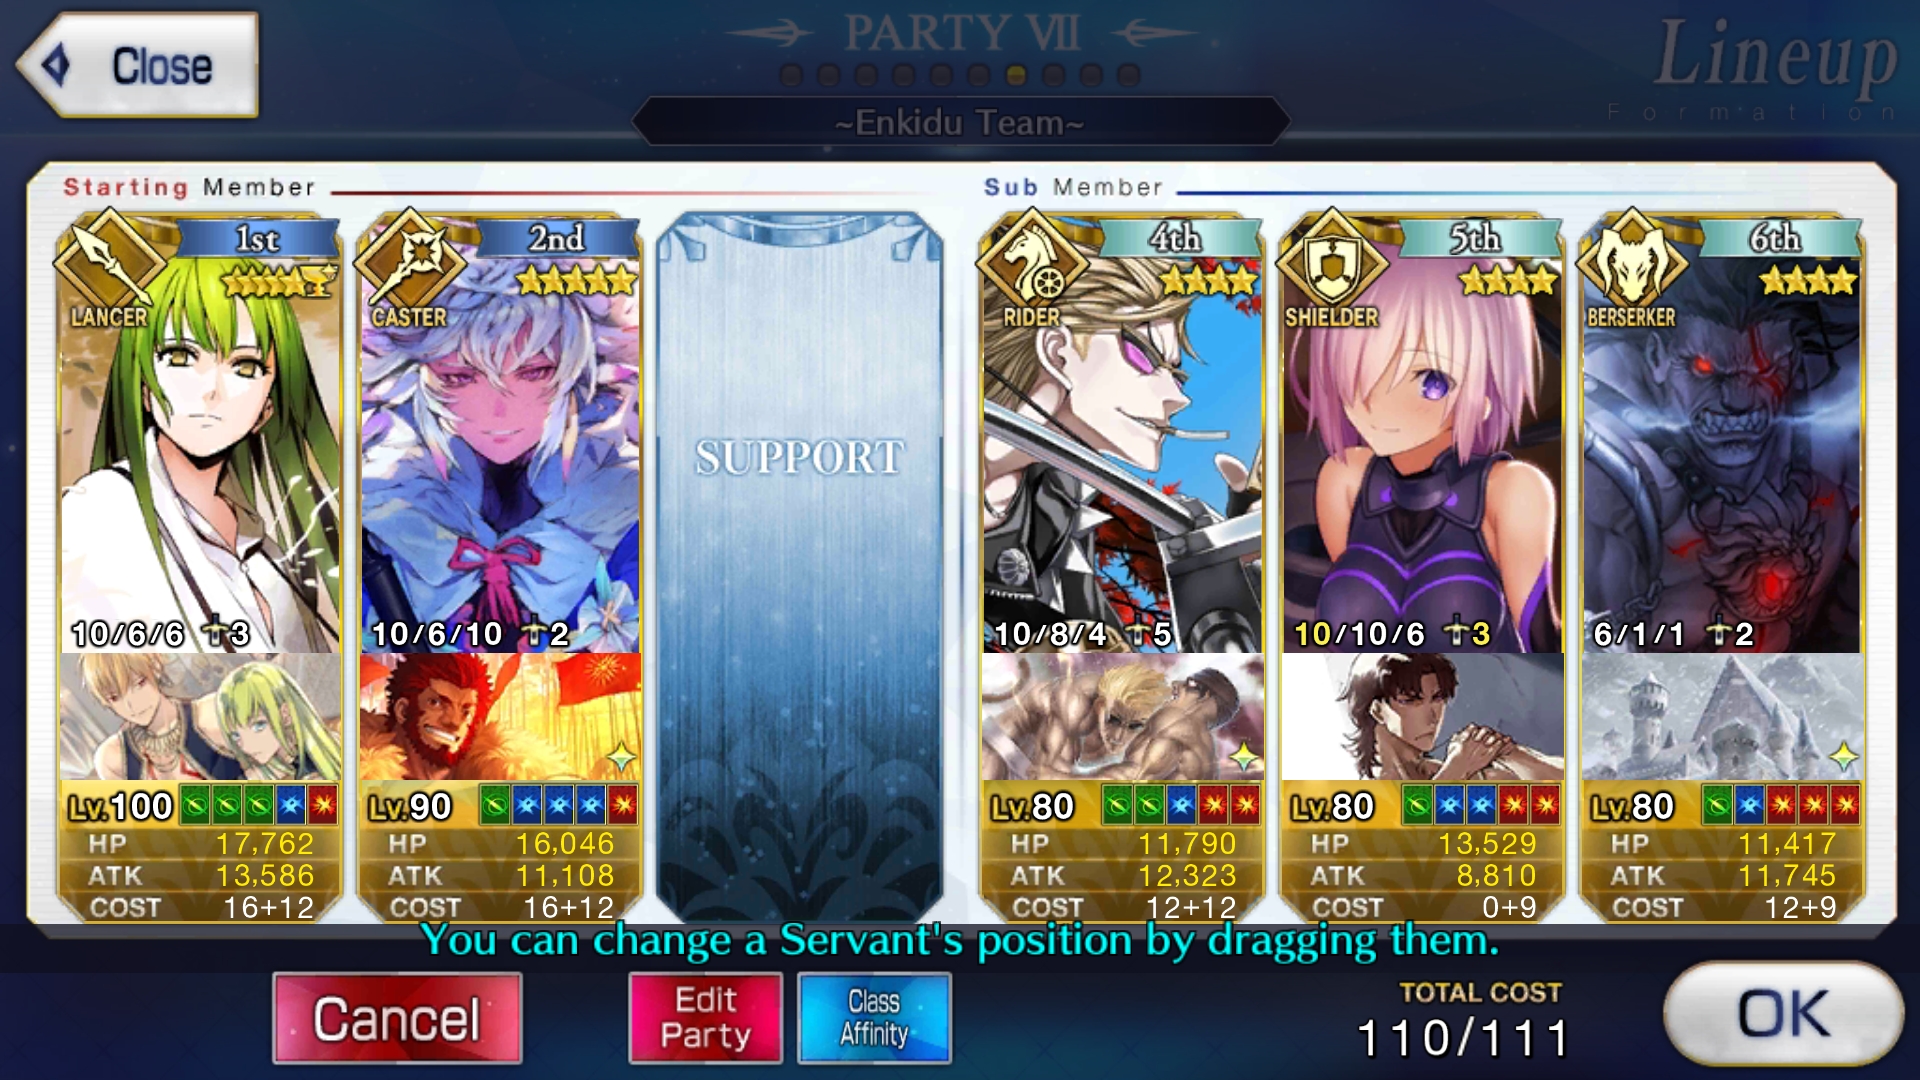 Close
PARTY VII
~Enkidu Team~
Lineup
Formation
Starting Member
Sub Member
1st
LANCER
10/6/6 3
Lv.100
HP 17,762
ATK 13,586
COST 16+12
2nd
CASTER
10/6/10 2
Lv.90
HP 16,046
ATK 11,108
COST 16+12
SUPPORT
4th
RIDER
10/8/4 5
Lv.80
HP 11,790
ATK 12,323
COST 12+12
5th
SHIELDER
10/10/6 3
Lv.80
HP 13,529
ATK 8,810
COST 0+9
6th
BERSERKER
6/1/1 2
Lv.80
HP 11,417
ATK 11,745
COST 12+9
You can change a Servant's position by dragging them.
Cancel
Edit
Party
Class
Affinity
TOTAL COST
110/111
OK